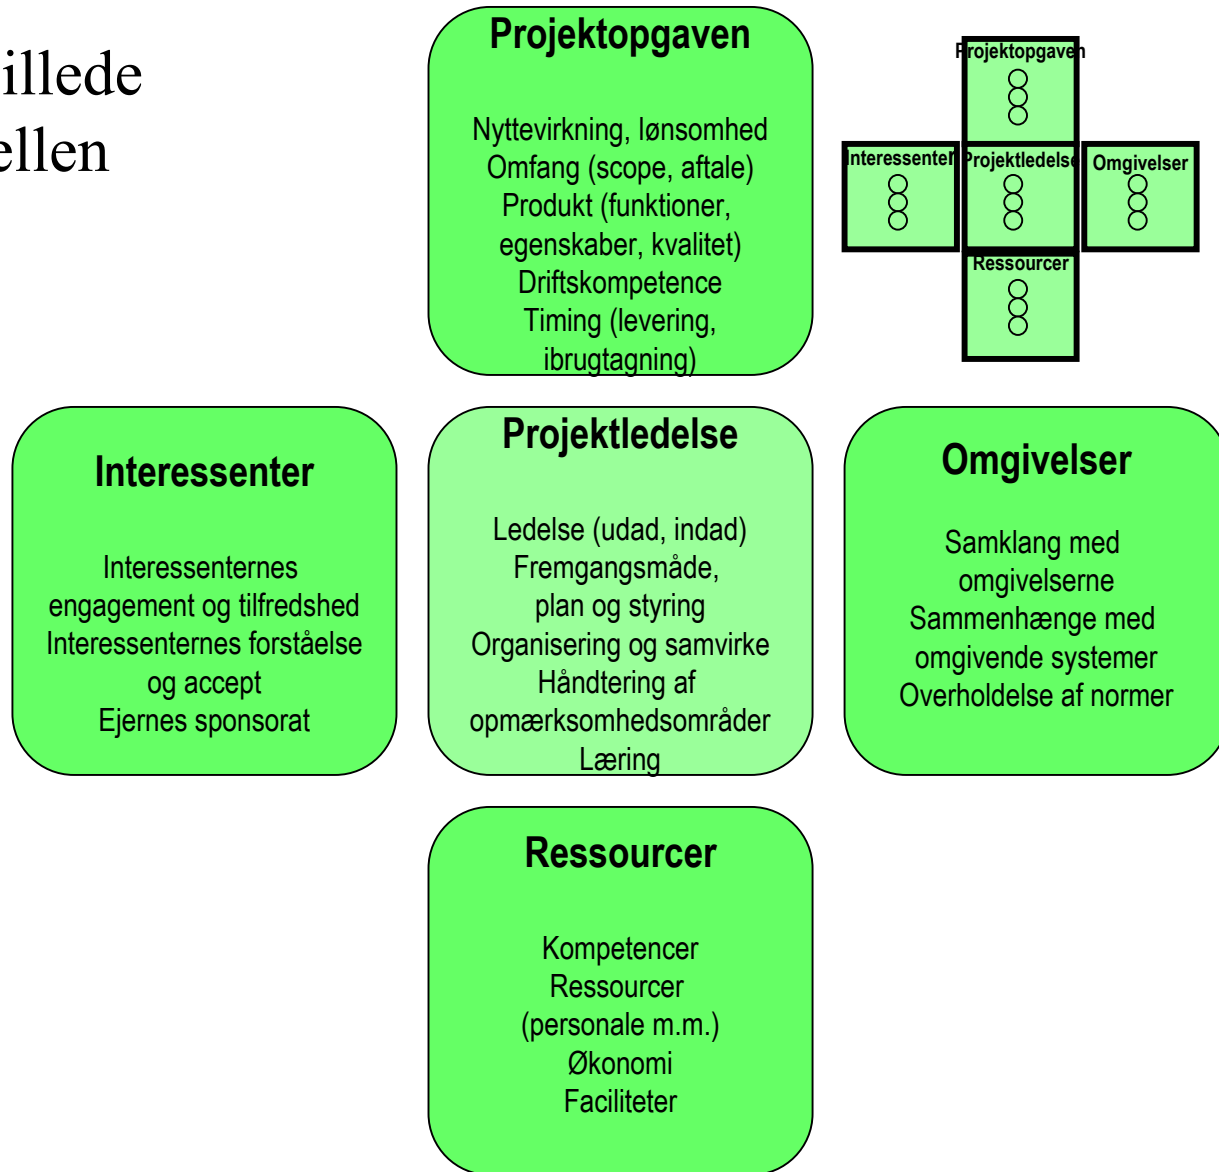 illede
ellen
Projektopgaven
Nyttevirkning, lønsomhed
Omfang (scope, aftale)
Produkt (funktioner,
egenskaber, kvalitet)
Driftskompetence
Timing (levering,
ibrugtagning)
Projektopgaven
Interessenter
Projektledelse
Omgivelser
Ressourcer
Interessenter
Interessenternes
engagement og tilfredshed
Interessenternes forståelse
og accept
Ejernes sponsorat
Projektledelse
Ledelse (udad, indad)
Fremgangsmåde,
plan og styring
Organisering og samvirke
Håndtering af
opmærksomhedsområder
Læring
Omgivelser
Samklang med
omgivelserne
Sammenhænge med
omgivende systemer
Overholdelse af normer
Ressourcer
Kompetencer
Ressourcer
(personale m.m.)
Økonomi
Faciliteter